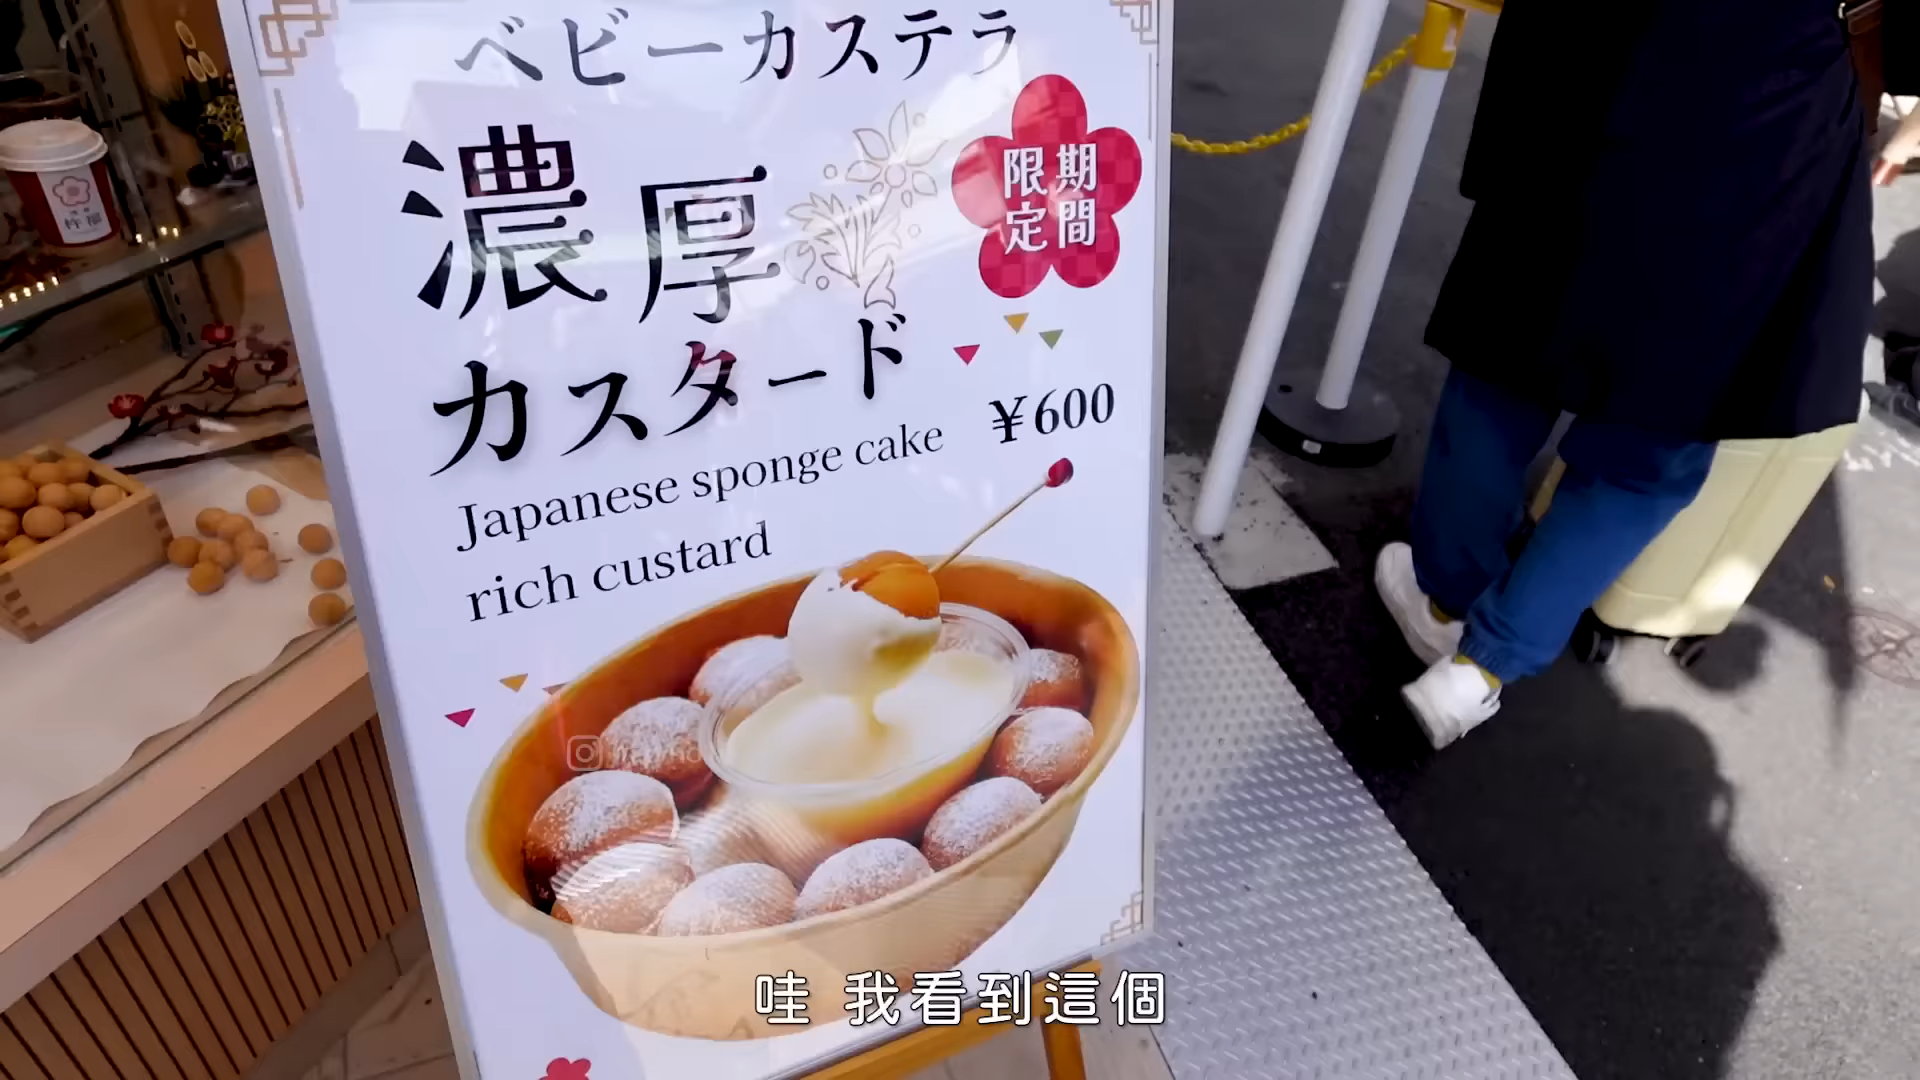 ベビーカステラ
濃厚
期間
限定
カスタード
¥600
Japanese sponge cake
rich custard
哇 我看到這個